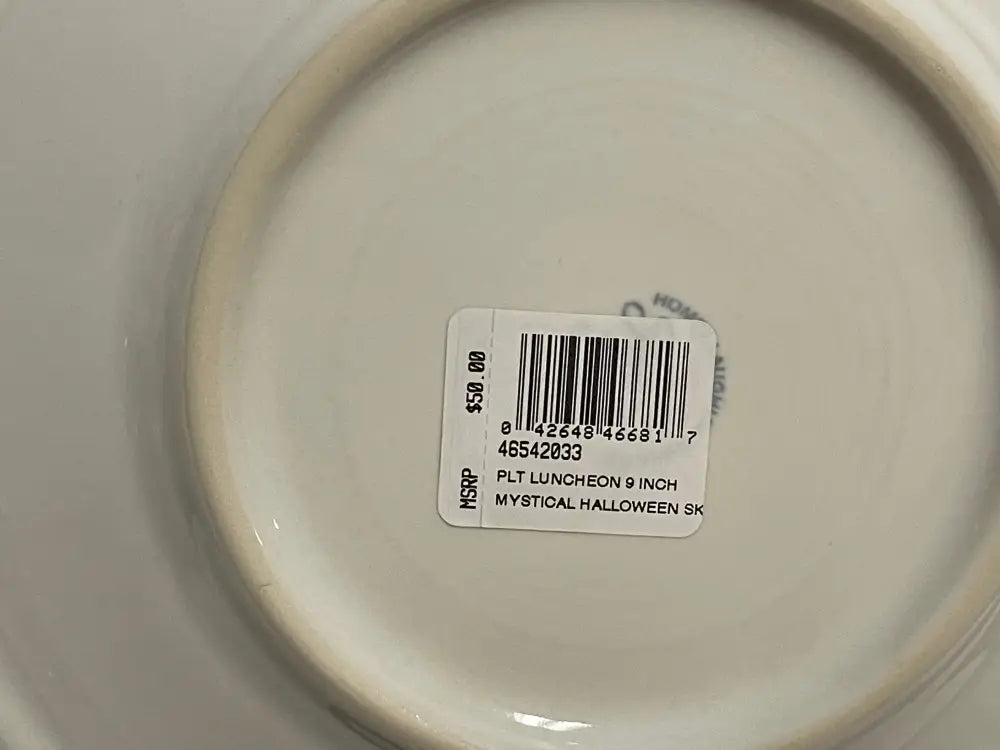 MSRP $50.00
0 42648 46681 7
46542033
PLT LUNCHEON 9 INCH
MYSTICAL HALLOWEEN SK